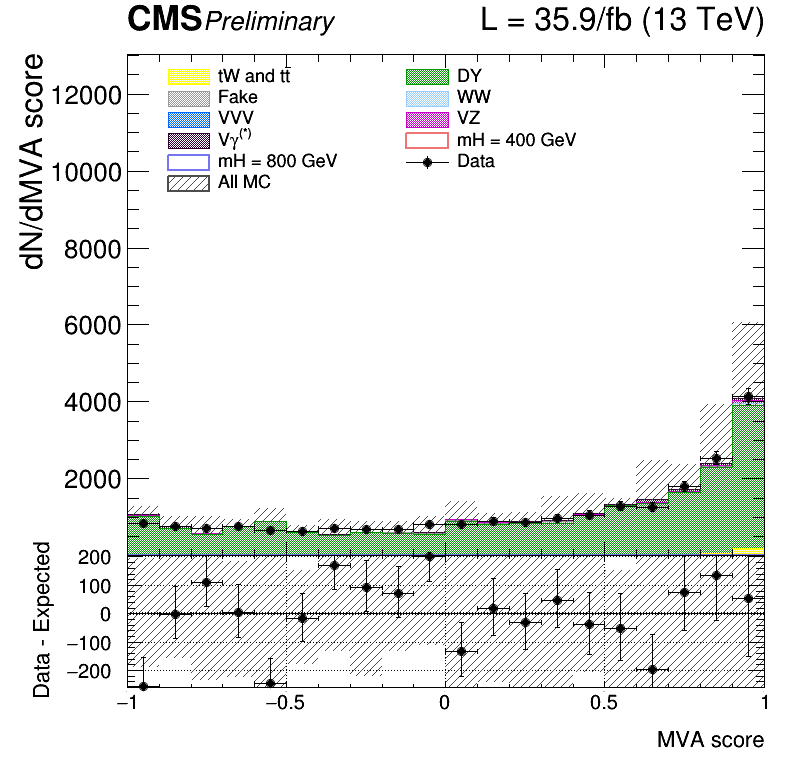 CMS Preliminary L = 35.9/fb (13 TeV)
dN/dMVA score
12000
10000
8000
6000
4000
2000
tW and tt̄
DY
Fake
WW
VVV
VZ
Vγ(*)
mH = 400 GeV
mH = 800 GeV
Data
All MC
Data - Expected
200
100
0
−100
−200
−1 −0.5 0 0.5 1
MVA score